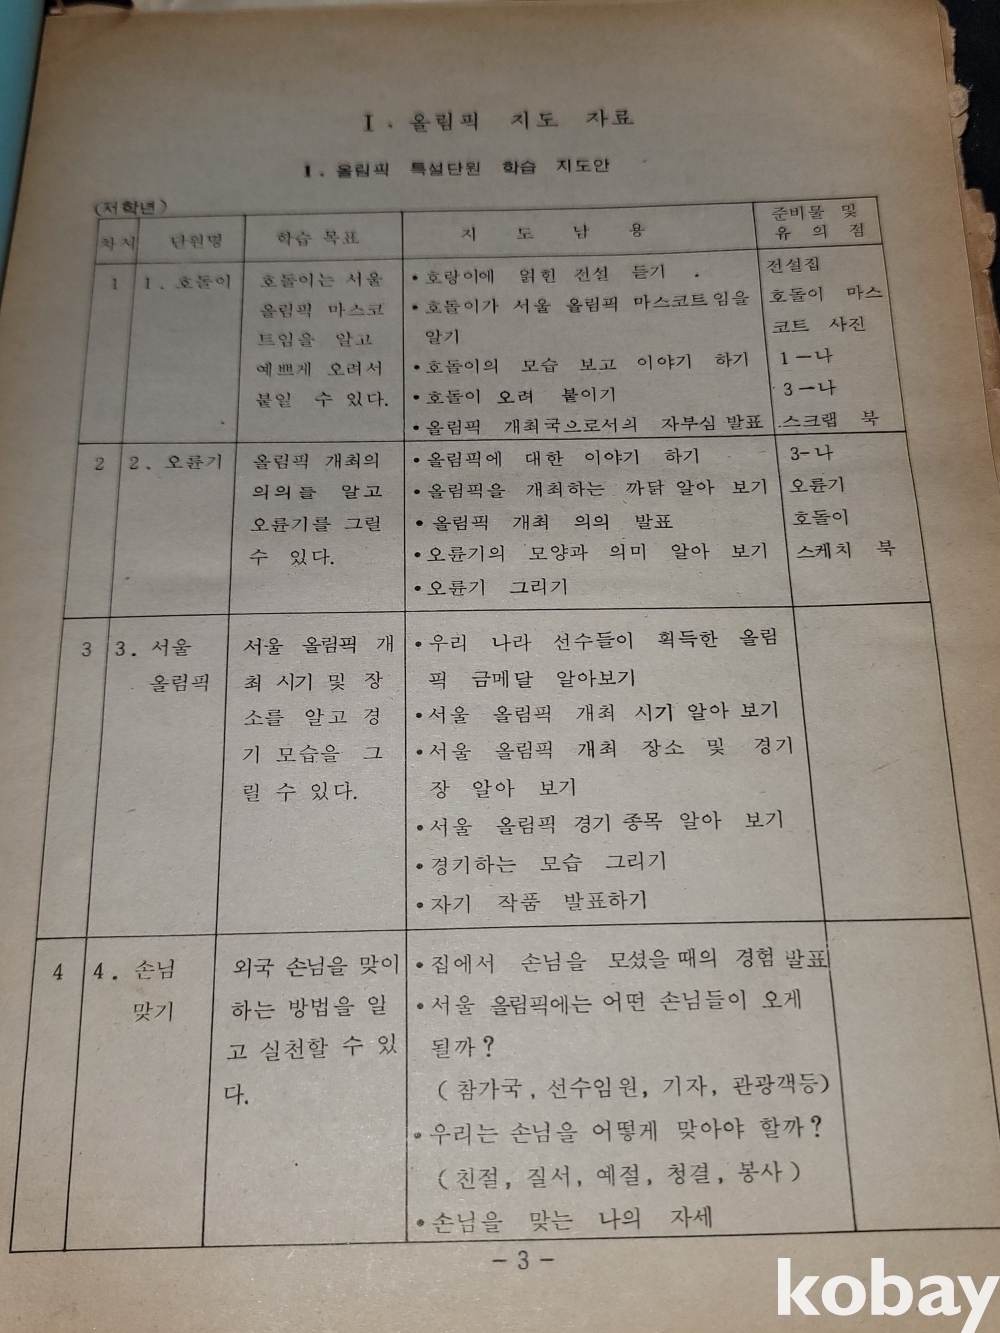 I. 올림픽 지도 자료
1. 올림픽 특설단원 학습 지도안
(저학년)
차시 단원명 학습 목표 지 도 내 용 준비물 및
유 의 점
1 1. 호돌이
호돌이는 서울
올림픽 마스코
트임을 알고
예쁘게 오려서
붙일 수 있다.
• 호랑이에 얽힌 전설 듣기
• 호돌이가 서울 올림픽 마스코트임을
알기
• 호돌이의 모습 보고 이야기 하기
• 호돌이 오려 붙이기
• 올림픽 개최국으로서의 자부심 발표
전설집
호돌이 마스
코트 사진
1-나
3-나
스크랩 북
2 2. 오륜기
올림픽 개최의
의의들 알고
오륜기를 그릴
수 있다.
• 올림픽에 대한 이야기 하기
• 올림픽을 개최하는 까닭 알아 보기
• 올림픽 개최 의의 발표
• 오륜기의 모양과 의미 알아 보기
• 오륜기 그리기
3-나
오륜기
호돌이
스케치 북
3 3. 서울
올림픽
서울 올림픽 개
최 시기 및 장
소를 알고 경
기 모습을 그
릴 수 있다.
• 우리 나라 선수들이 획득한 올림
픽 금메달 알아보기
• 서울 올림픽 개최 시기 알아 보기
• 서울 올림픽 개최 장소 및 경기
장 알아 보기
• 서울 올림픽 경기 종목 알아 보기
• 경기하는 모습 그리기
• 자기 작품 발표하기
4 4. 손님
맞기
외국 손님을 맞이
하는 방법을 일
고 실천할 수 있
다.
• 집에서 손님을 모셨을 때의 경험 발표
• 서울 올림픽에는 어떤 손님들이 오게
될까?
(참가국, 선수임원, 기자, 관광객등)
• 우리는 손님을 어떻게 맞아야 할까?
(친절, 질서, 예절, 청결, 봉사)
• 손님을 맞는 나의 자세
- 3 -
kobay